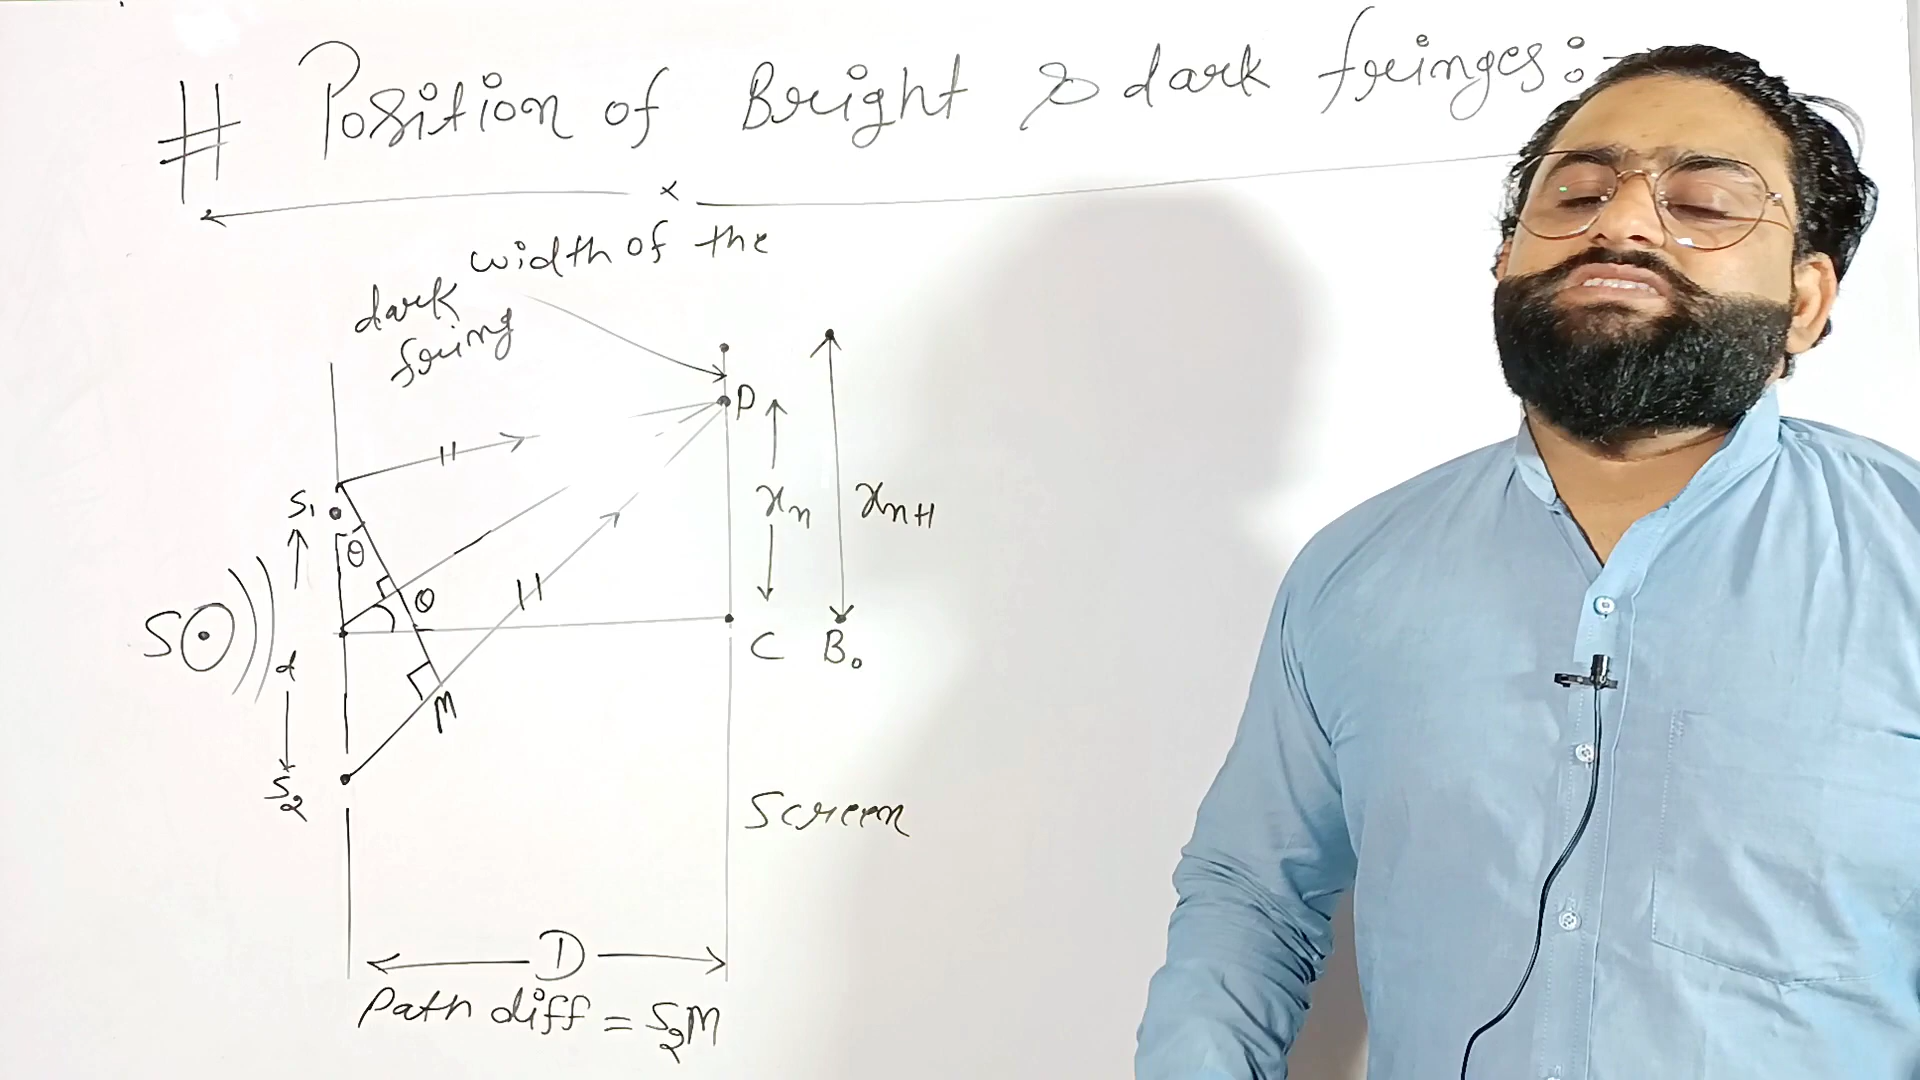 # Position of Bright & dark fringes:-
x
width of the
dark
fring
P
xn
xn+1
S1
θ
θ
S
d
C
B0
M
S2
Screen
D
Path diff = S2M